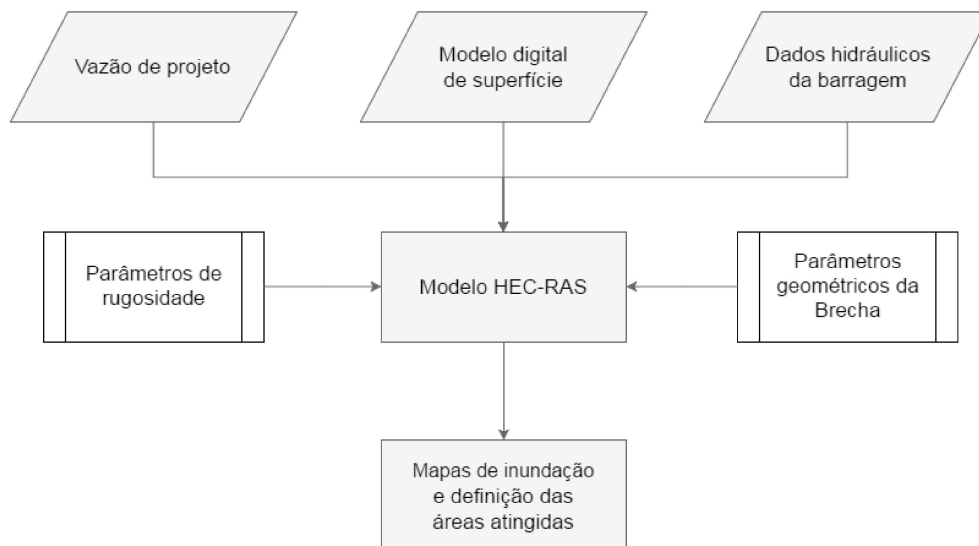 Vazão de projeto
Modelo digital
de superfície
Dados hidráulicos
da barragem
Parâmetros de
rugosidade
Modelo HEC-RAS
Parâmetros
geométricos da
Brecha
Mapas de inundação
e definição das
áreas atingidas